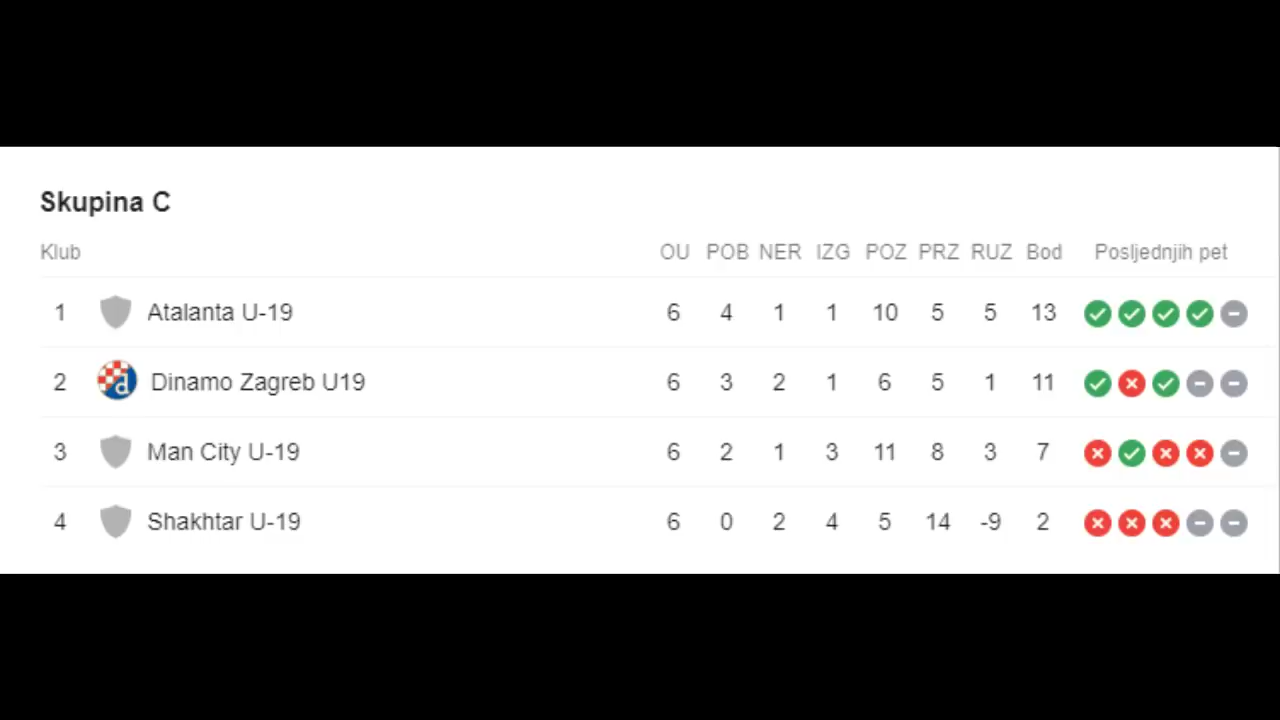 Skupina C
Klub OU POB NER IZG POZ PRZ RUZ Bod Posljednjih pet
1 Atalanta U-19 6 4 1 1 10 5 5 13
2 Dinamo Zagreb U19 6 3 2 1 6 5 1 11
3 Man City U-19 6 2 1 3 11 8 3 7
4 Shakhtar U-19 6 0 2 4 5 14 -9 2